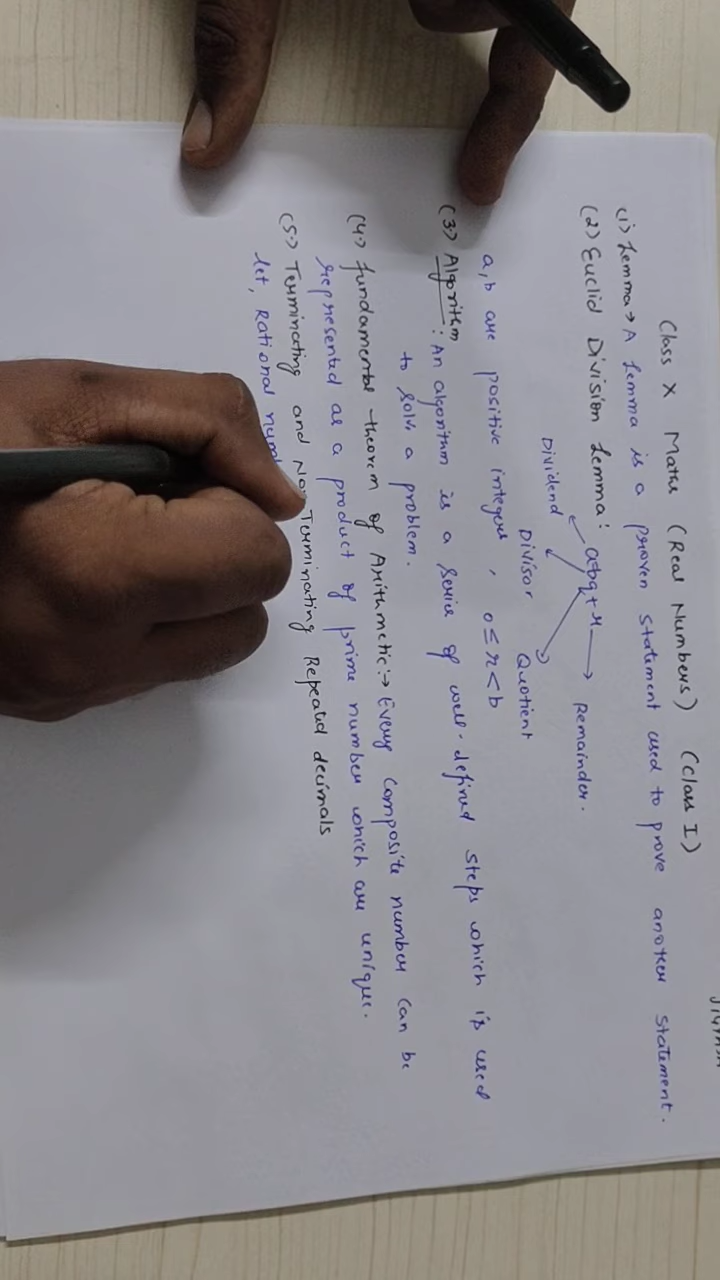 Class X Maths (Real Numbers) (Class I)
(1) Lemma → A Lemma is a proven statement used to prove another statement.
(2) Euclid Division Lemma: a=bq+r → Remainder.
Dividend
Divisor Quotient
a,b are positive integers, 0≤r<b
(3) Algorithm: An algorithm is a series of well-defined steps which is used
to solve a problem.
(4) fundamental theorem of Arithmetic:→ Every composite number can be
represented as a product of prime number which are unique.
(5) Terminating and Non Terminating Repeated decimals
let, Rational num